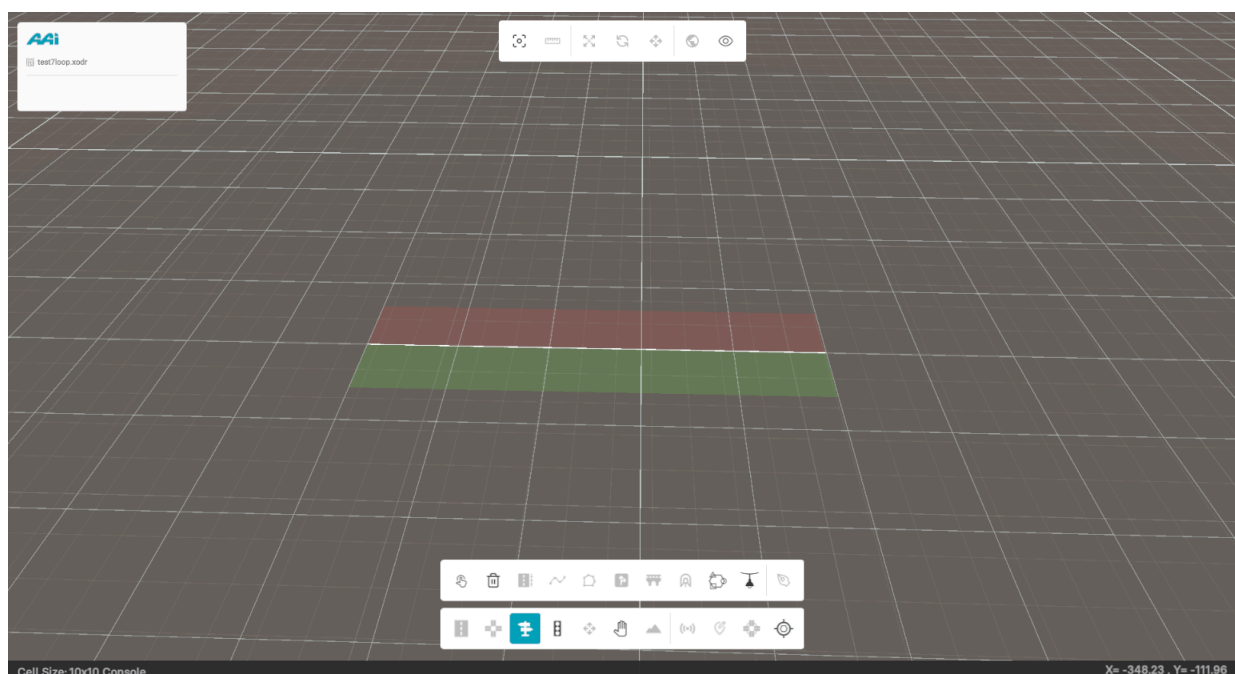 AAi
test7loop.xodr
Cell Size:10x10 Console
X= -348.23 , Y= -111.96